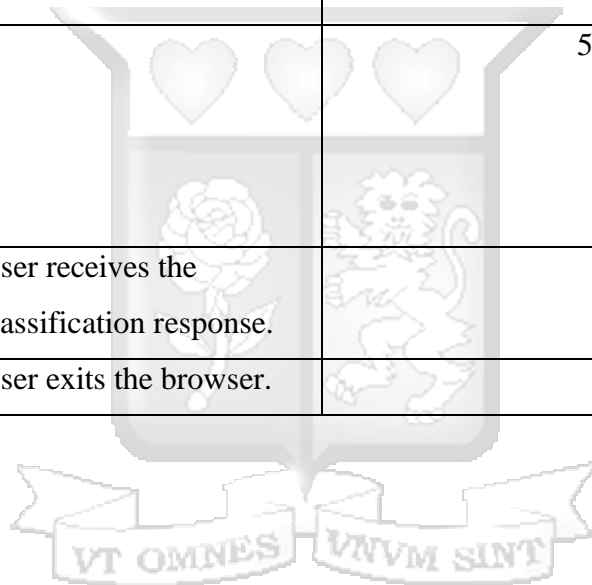 5
ser receives the
assification response.
ser exits the browser.
VT OMNES VNVM SINT